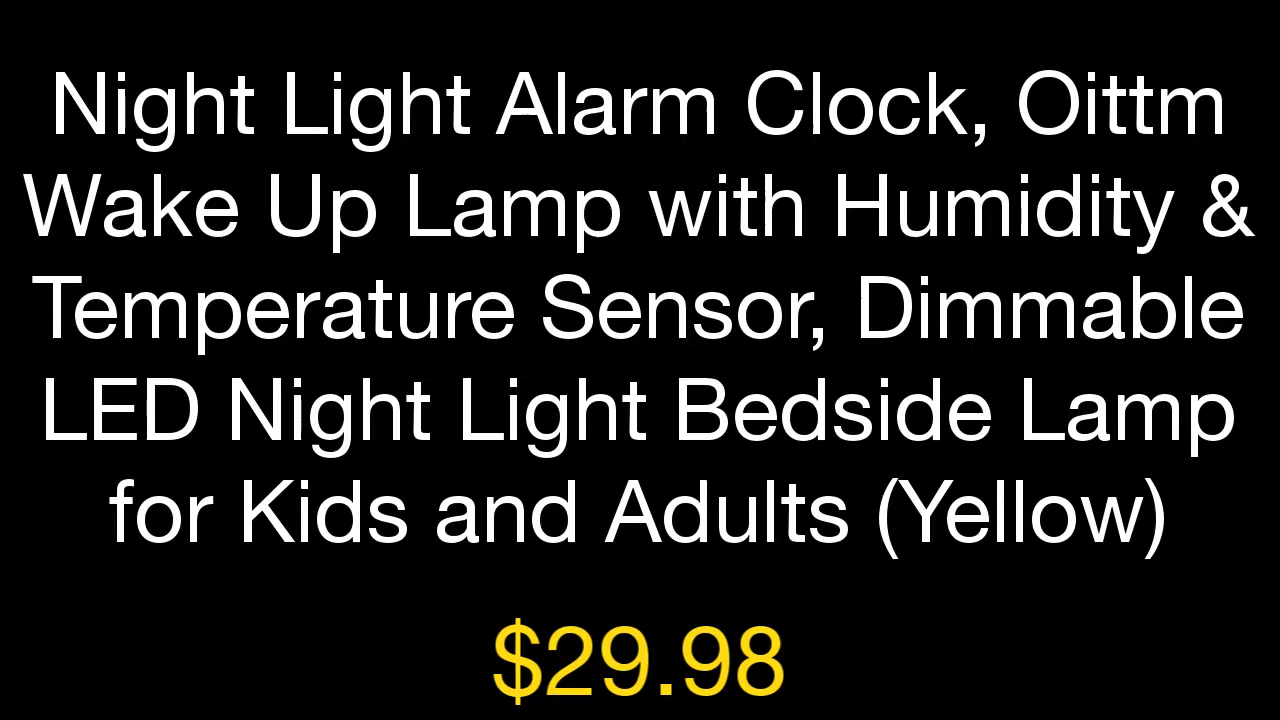 Night Light Alarm Clock, Oittm
Wake Up Lamp with Humidity &
Temperature Sensor, Dimmable
LED Night Light Bedside Lamp
for Kids and Adults (Yellow)
$29.98